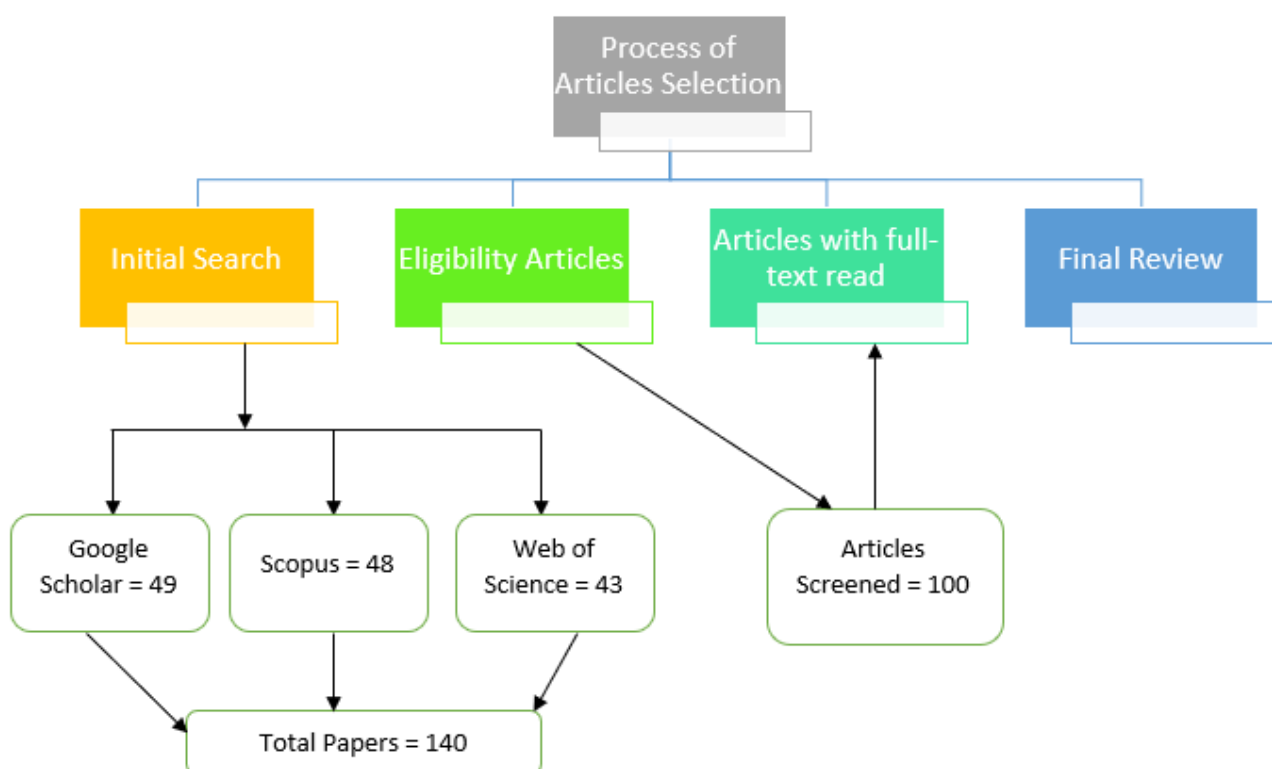 Process of
Articles Selection
Initial Search
Eligibility Articles
Articles with full-
text read
Final Review
Google
Scholar = 49
Scopus = 48
Web of
Science = 43
Articles
Screened = 100
Total Papers = 140